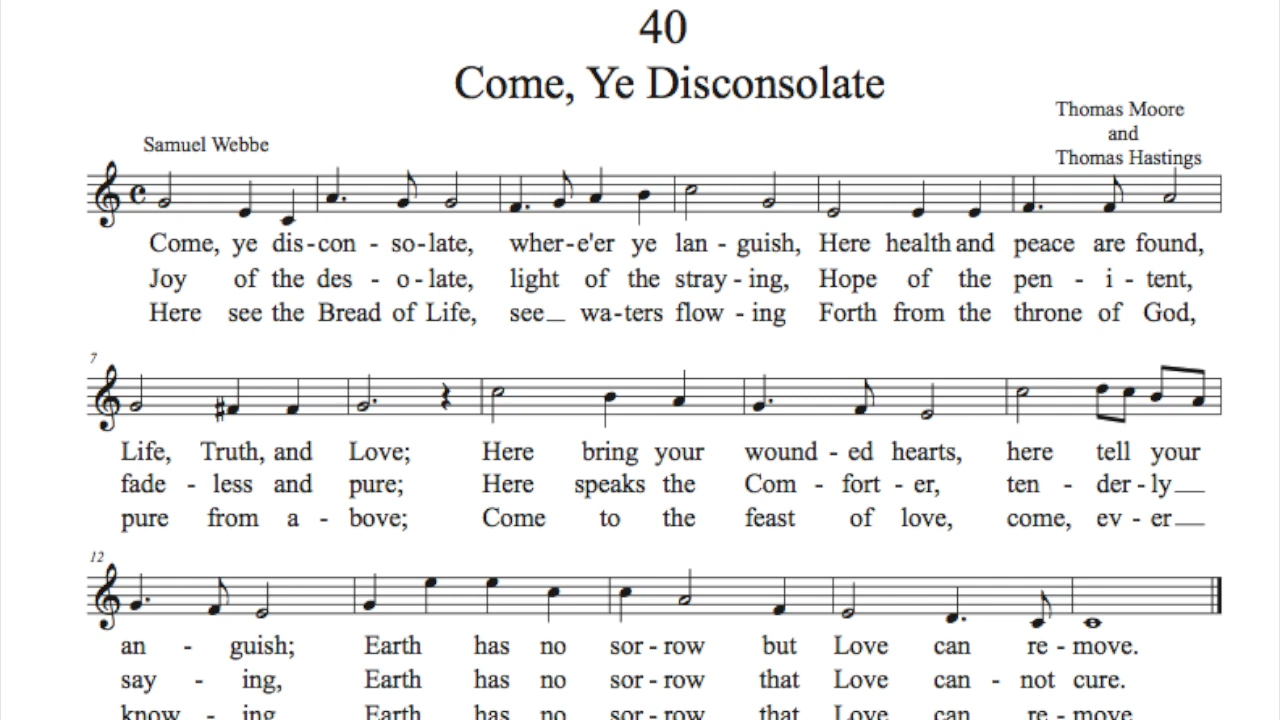 40
Come, Ye Disconsolate
Thomas Moore
and
Thomas Hastings
Samuel Webbe
Come, ye dis-con - so-late, wher-e'er ye lan - guish, Here health and peace are found,
Joy of the des - o-late, light of the stray-ing, Hope of the pen - i - tent,
Here see the Bread of Life, see_ wa-ters flow - ing Forth from the throne of God,
7
Life, Truth, and Love; Here bring your wound - ed hearts, here tell your
fade - less and pure; Here speaks the Com - fort - er, ten - der-ly_
pure from a - bove; Come to the feast of love, come, ev - er_
12
an - guish; Earth has no sor-row but Love can re-move.
say - ing, Earth has no sor-row that Love can - not cure.
know - ing Earth has no sor-row that Love can re-move